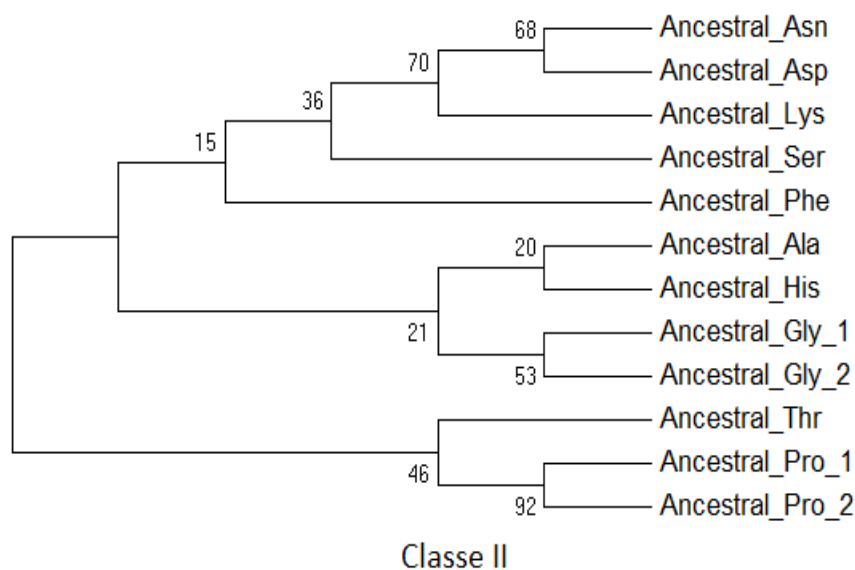 68
Ancestral_Asn
70
Ancestral_Asp
36
Ancestral_Lys
15
Ancestral_Ser
Ancestral_Phe
20
Ancestral_Ala
Ancestral_His
21
Ancestral_Gly_1
53
Ancestral_Gly_2
Ancestral_Thr
46
Ancestral_Pro_1
92
Ancestral_Pro_2
Classe II